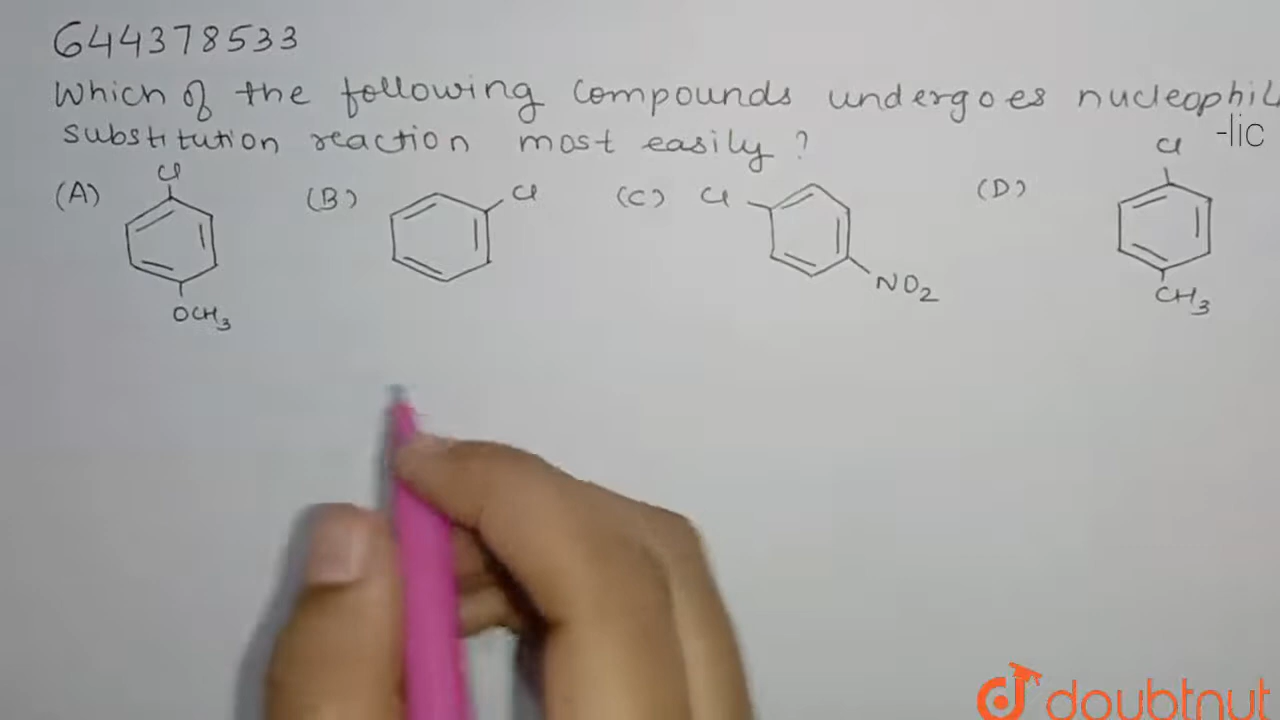 644378533
Which of the following compounds undergoes nucleophil
-lic
substitution reaction most easily ?
(A) Cl OCH3
(B) Cl
(C) Cl NO2
(D) Cl CH3
doubtnut